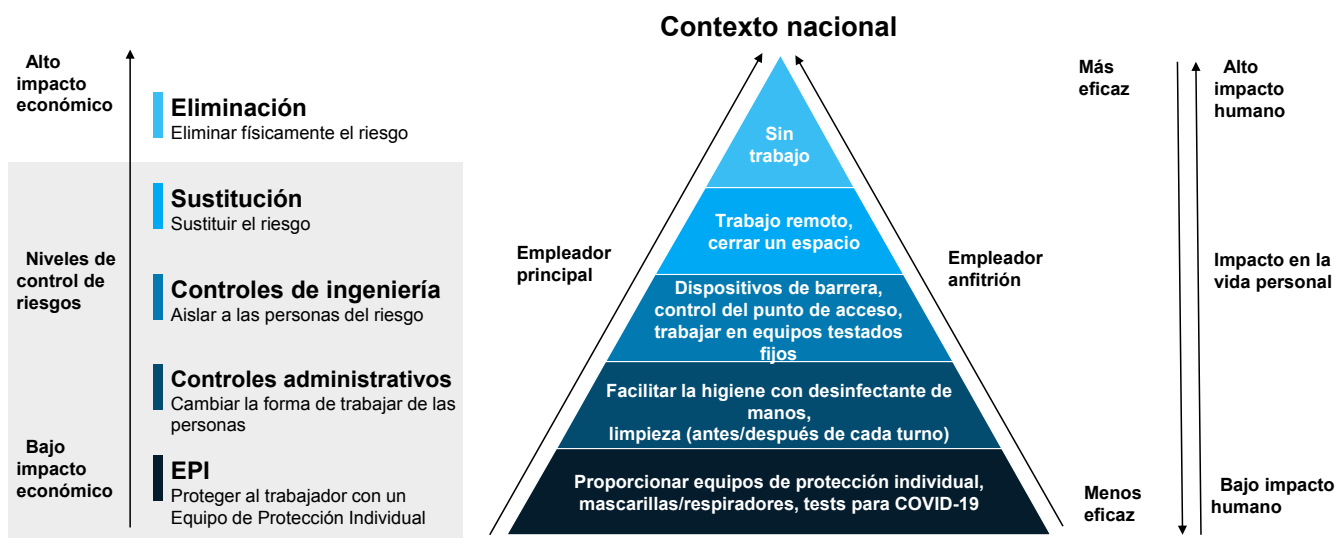 Contexto nacional
Alto
impacto
económico
Eliminación
Eliminar físicamente el riesgo
Sustitución
Sustituir el riesgo
Niveles de
control de
riesgos
Controles de ingeniería
Aislar a las personas del riesgo
Controles administrativos
Cambiar la forma de trabajar de las
personas
Bajo
impacto
económico
EPI
Proteger al trabajador con un
Equipo de Protección Individual
Empleador
principal
Sin
trabajo
Trabajo remoto,
cerrar un espacio
Dispositivos de barrera,
control del punto de acceso,
trabajar en equipos testados
fijos
Facilitar la higiene con desinfectante de
manos,
limpieza (antes/después de cada turno)
Proporcionar equipos de protección individual,
mascarillas/respiradores, tests para COVID-19
Empleador
anfitrión
Más
eficaz
Menos
eficaz
Alto
impacto
humano
Impacto en la
vida personal
Bajo impacto
humano